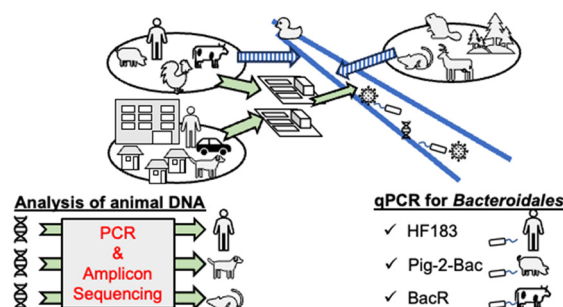 Analysis of animal DNA
PCR
&
Amplicon
Sequencing
qPCR for Bacteroidales
✓ HF183
✓ Pig-2-Bac
✓ BacR